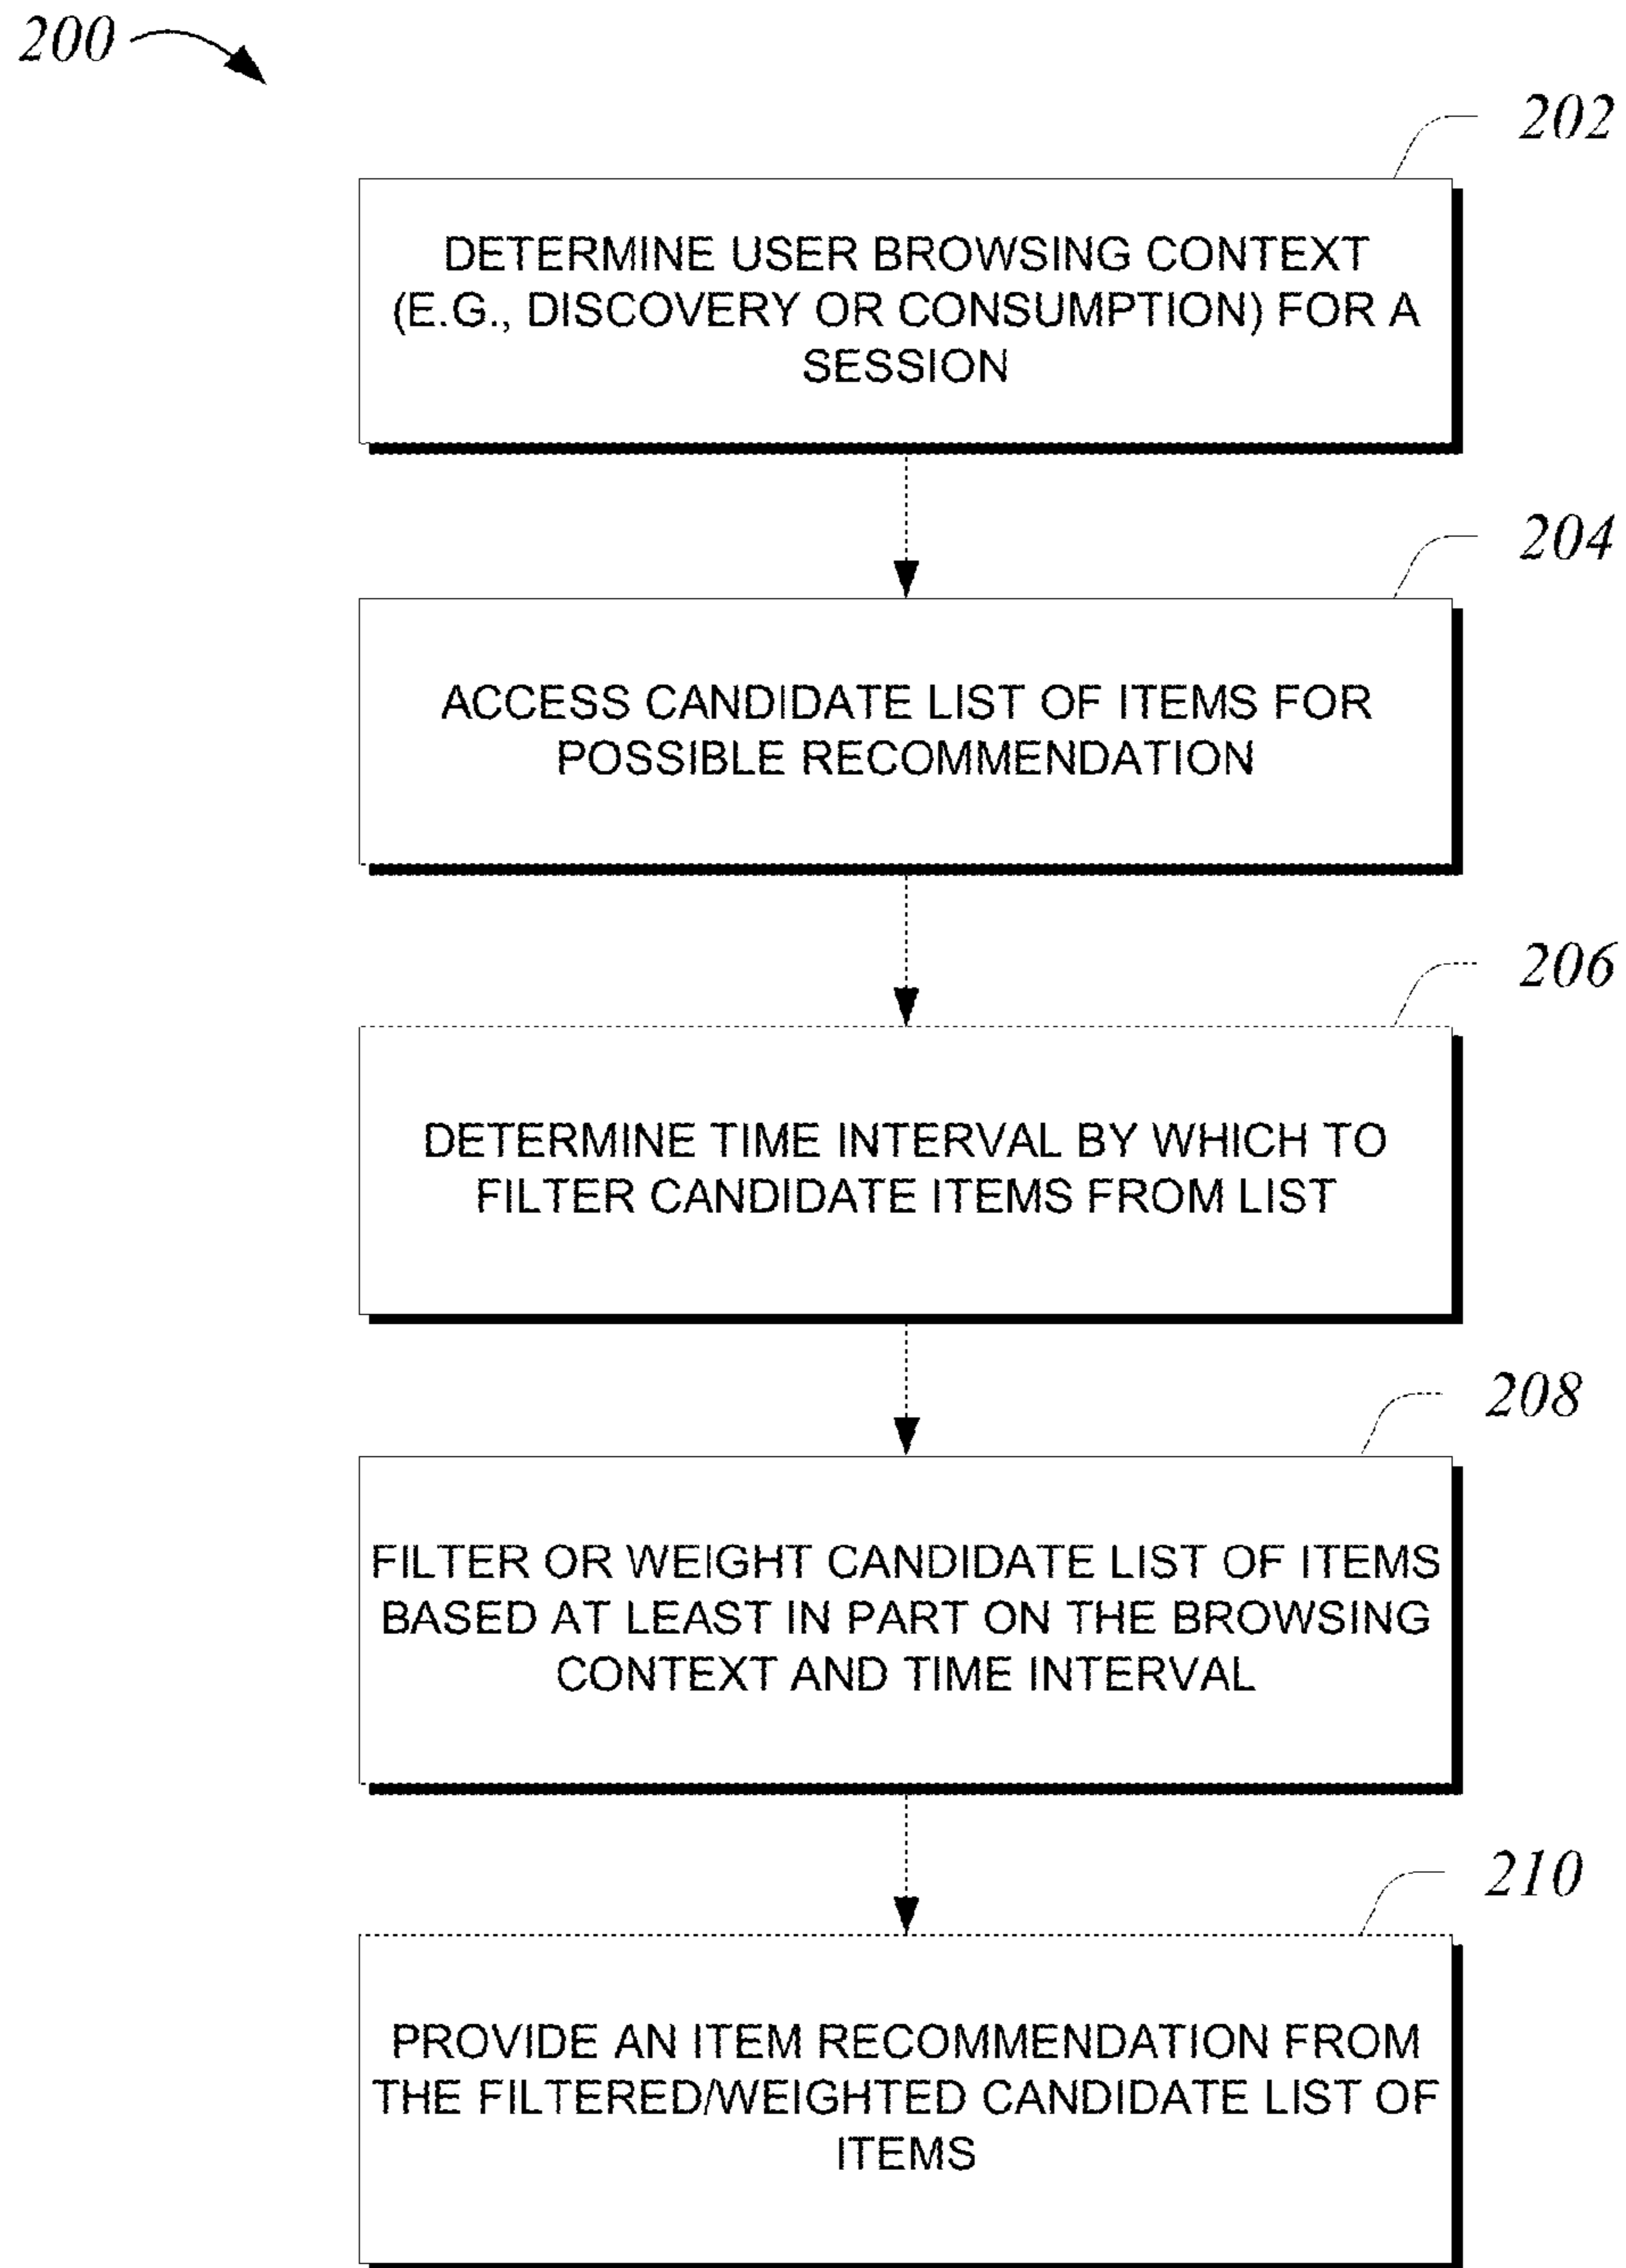 200
202
DETERMINE USER BROWSING CONTEXT
(E.G., DISCOVERY OR CONSUMPTION) FOR A
SESSION
204
ACCESS CANDIDATE LIST OF ITEMS FOR
POSSIBLE RECOMMENDATION
206
DETERMINE TIME INTERVAL BY WHICH TO
FILTER CANDIDATE ITEMS FROM LIST
208
FILTER OR WEIGHT CANDIDATE LIST OF ITEMS
BASED AT LEAST IN PART ON THE BROWSING
CONTEXT AND TIME INTERVAL
210
PROVIDE AN ITEM RECOMMENDATION FROM
THE FILTERED/WEIGHTED CANDIDATE LIST OF
ITEMS